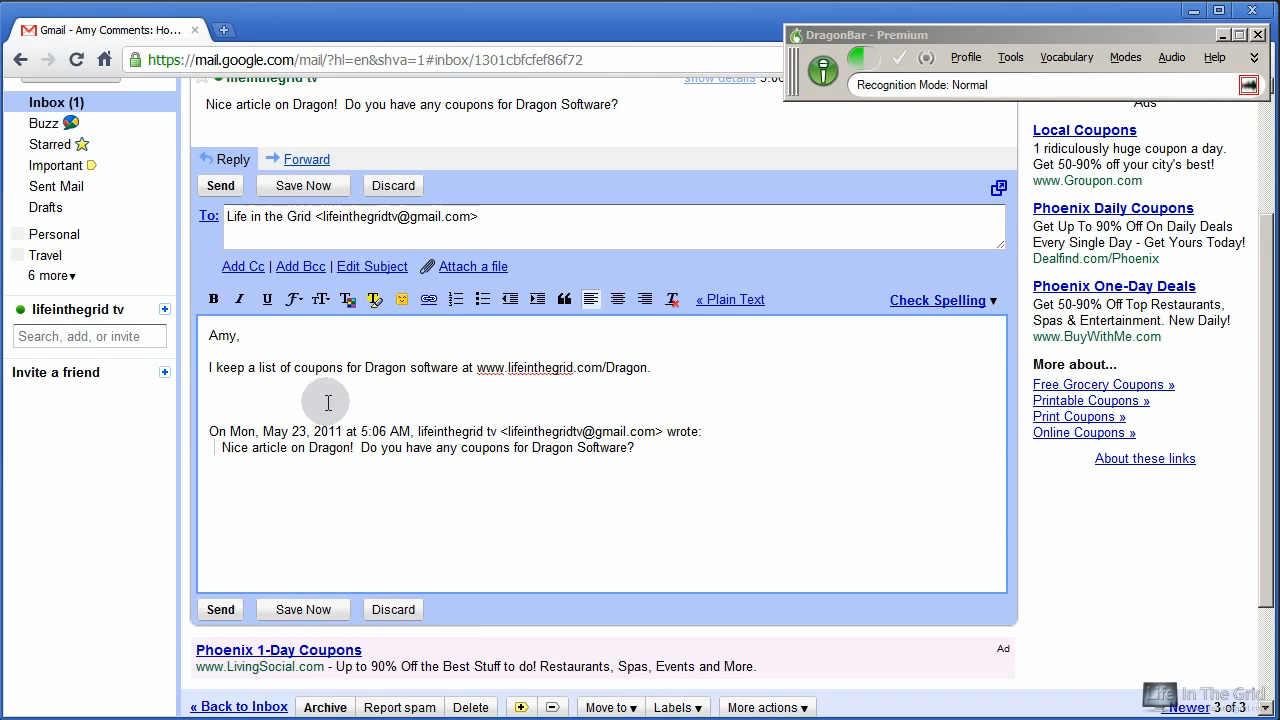 Gmail - Amy Comments: Ho...
DragonBar - Premium
https://mail.google.com/mail/?hl=en&shva=1#inbox/1301cbfcfef86f72
Profile Tools Vocabulary Modes Audio Help
Recognition Mode: Normal
lifeinthegrid tv show details
Inbox (1)
Nice article on Dragon! Do you have any coupons for Dragon Software?
Ads
Buzz
Starred
Important
Sent Mail
Drafts
Personal
Travel
6 more▾
lifeinthegrid tv
Search, add, or invite
Invite a friend
Reply Forward
Send Save Now Discard
To: Life in the Grid <lifeinthegridtv@gmail.com>
Add Cc | Add Bcc | Edit Subject Attach a file
« Plain Text Check Spelling ▾
Amy,
I keep a list of coupons for Dragon software at www.lifeinthegrid.com/Dragon.
On Mon, May 23, 2011 at 5:06 AM, lifeinthegrid tv <lifeinthegridtv@gmail.com> wrote:
Nice article on Dragon! Do you have any coupons for Dragon Software?
Send Save Now Discard
Phoenix 1-Day Coupons Ad
www.LivingSocial.com - Up to 90% Off the Best Stuff to do! Restaurants, Spas, Events and More.
« Back to Inbox Archive Report spam Delete Move to▾ Labels▾ More actions▾ Newer 3 of 3
Local Coupons
1 ridiculously huge coupon a day.
Get 50-90% off your city's best!
www.Groupon.com
Phoenix Daily Coupons
Get Up To 90% Off On Daily Deals
Every Single Day - Get Yours Today!
Dealfind.com/Phoenix
Phoenix One-Day Deals
Get 50-90% Off Top Restaurants,
Spas & Entertainment. New Daily!
www.BuyWithMe.com
More about...
Free Grocery Coupons »
Printable Coupons »
Print Coupons »
Online Coupons »
About these links
Life In The Grid